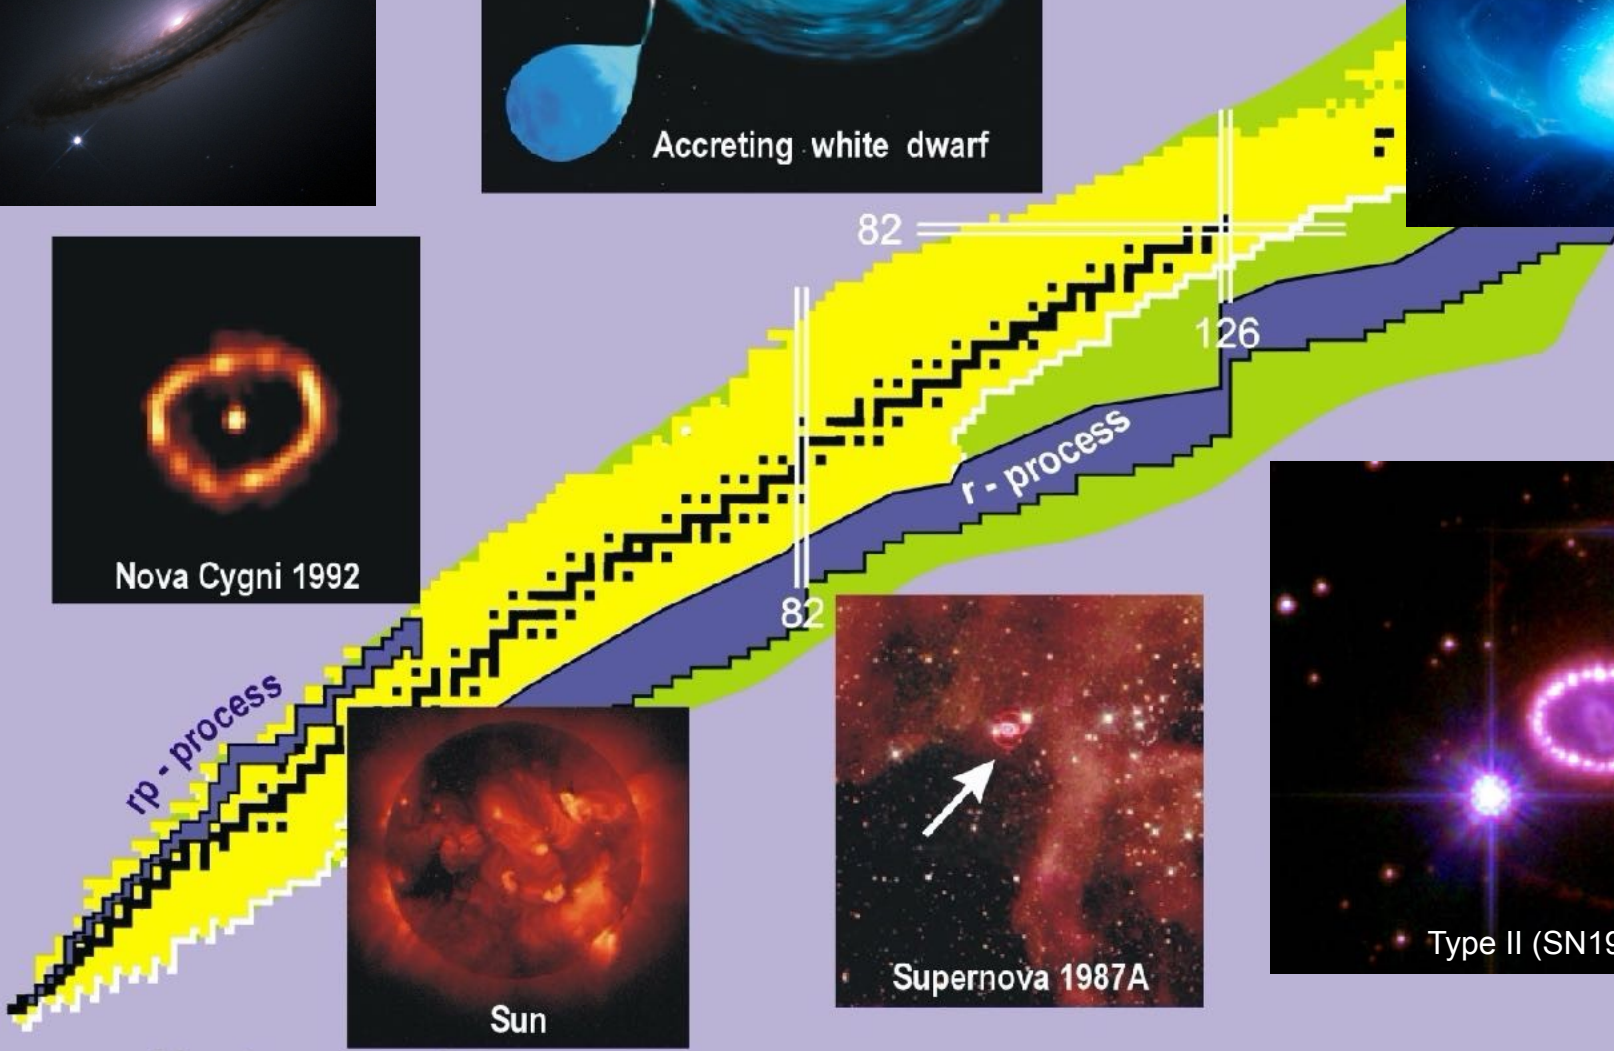 Accreting white dwarf
82
Nova Cygni 1992
126
r - process
82
rp - process
Supernova 1987A
Type II (SN19
Sun